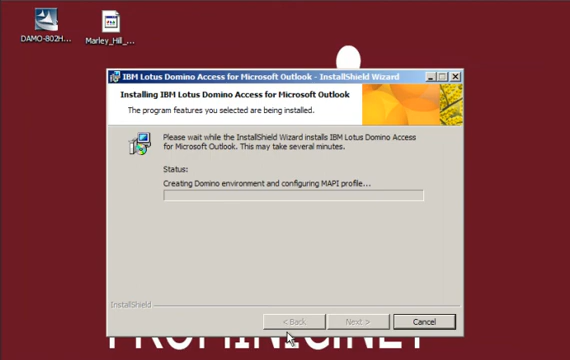 DAMO-802H...
Marley_Hill_...
IBM Lotus Domino Access for Microsoft Outlook - InstallShield Wizard
Installing IBM Lotus Domino Access for Microsoft Outlook
The program features you selected are being installed.
Please wait while the InstallShield Wizard installs IBM Lotus Domino Access
for Microsoft Outlook. This may take several minutes.
Status:
Creating Domino environment and configuring MAPI profile...
InstallShield
< Back
Next >
Cancel